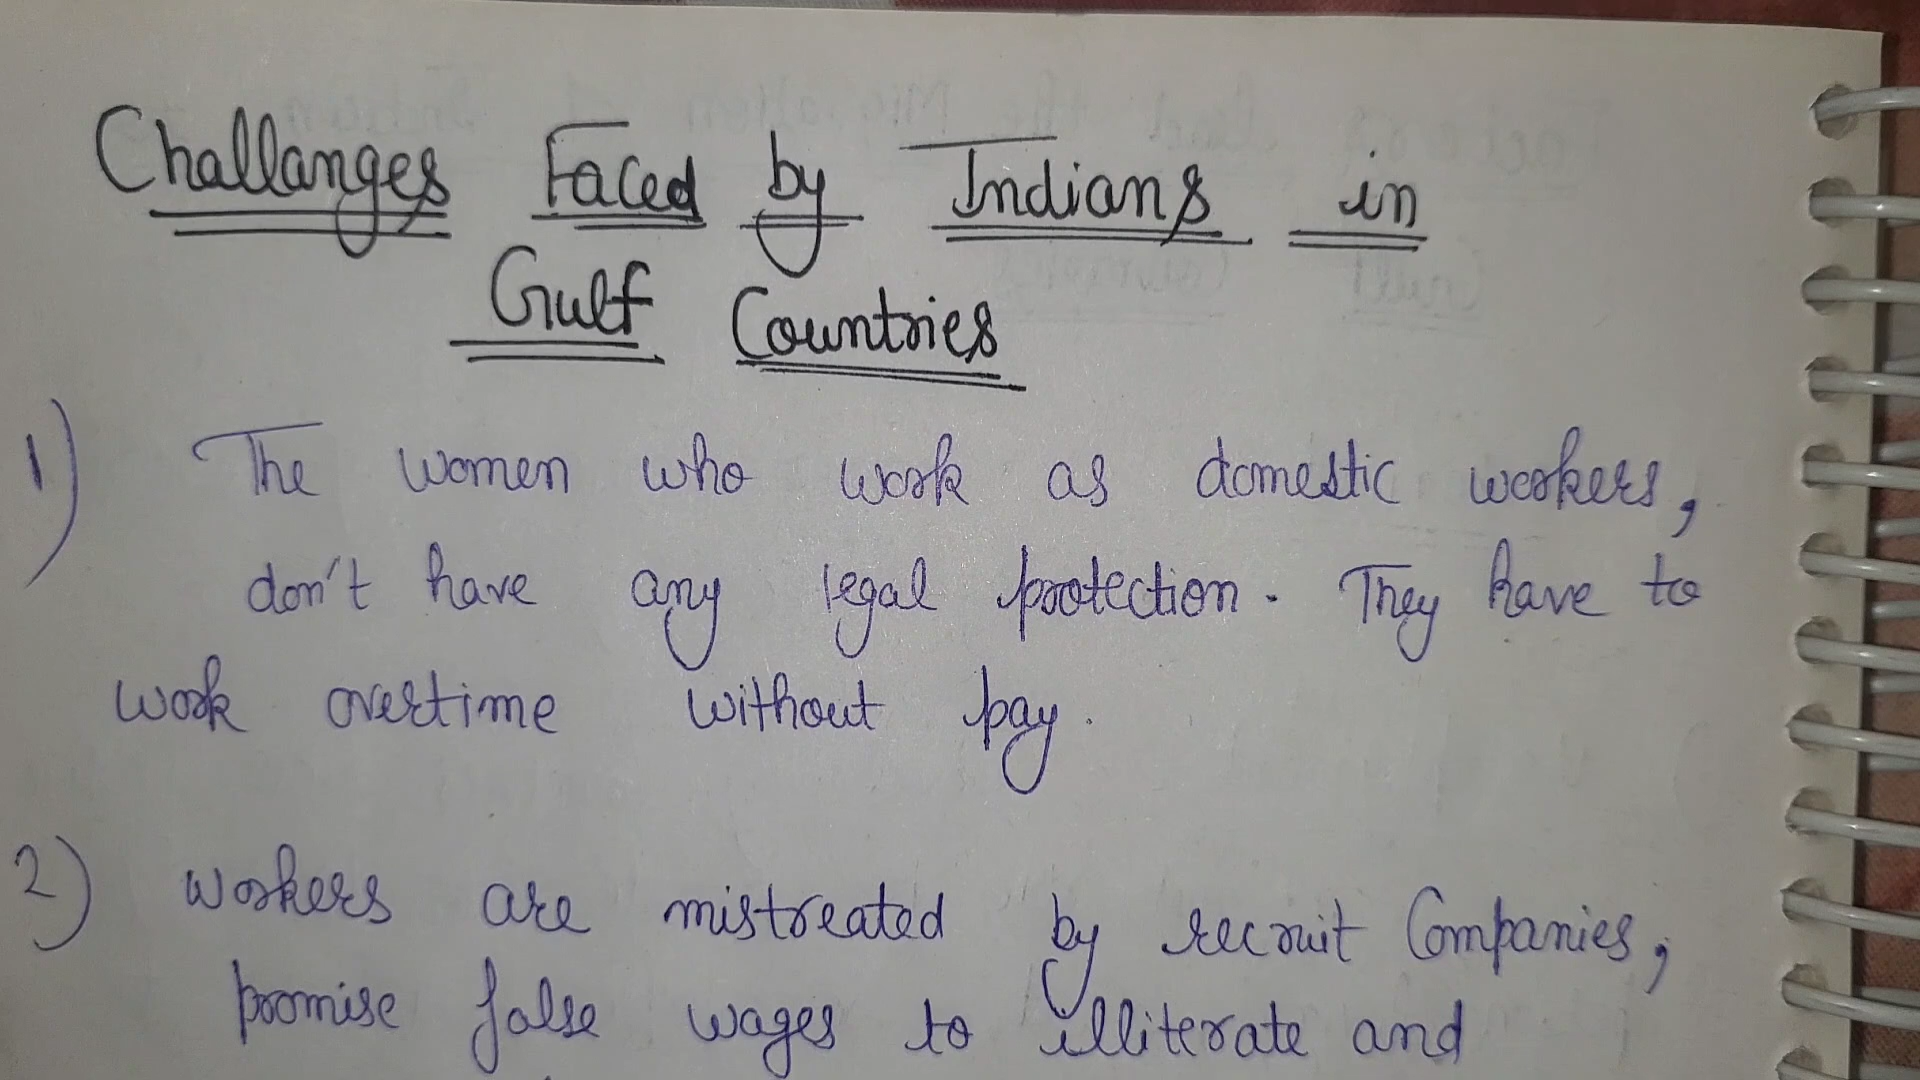 Challanges Faced by Indians in
Gulf Countries
1) The women who work as domestic workers,
don't have any legal protection. They have to
work overtime without pay.
2) workers are mistreated by recruit Companies,
promise false wages to illiterate and